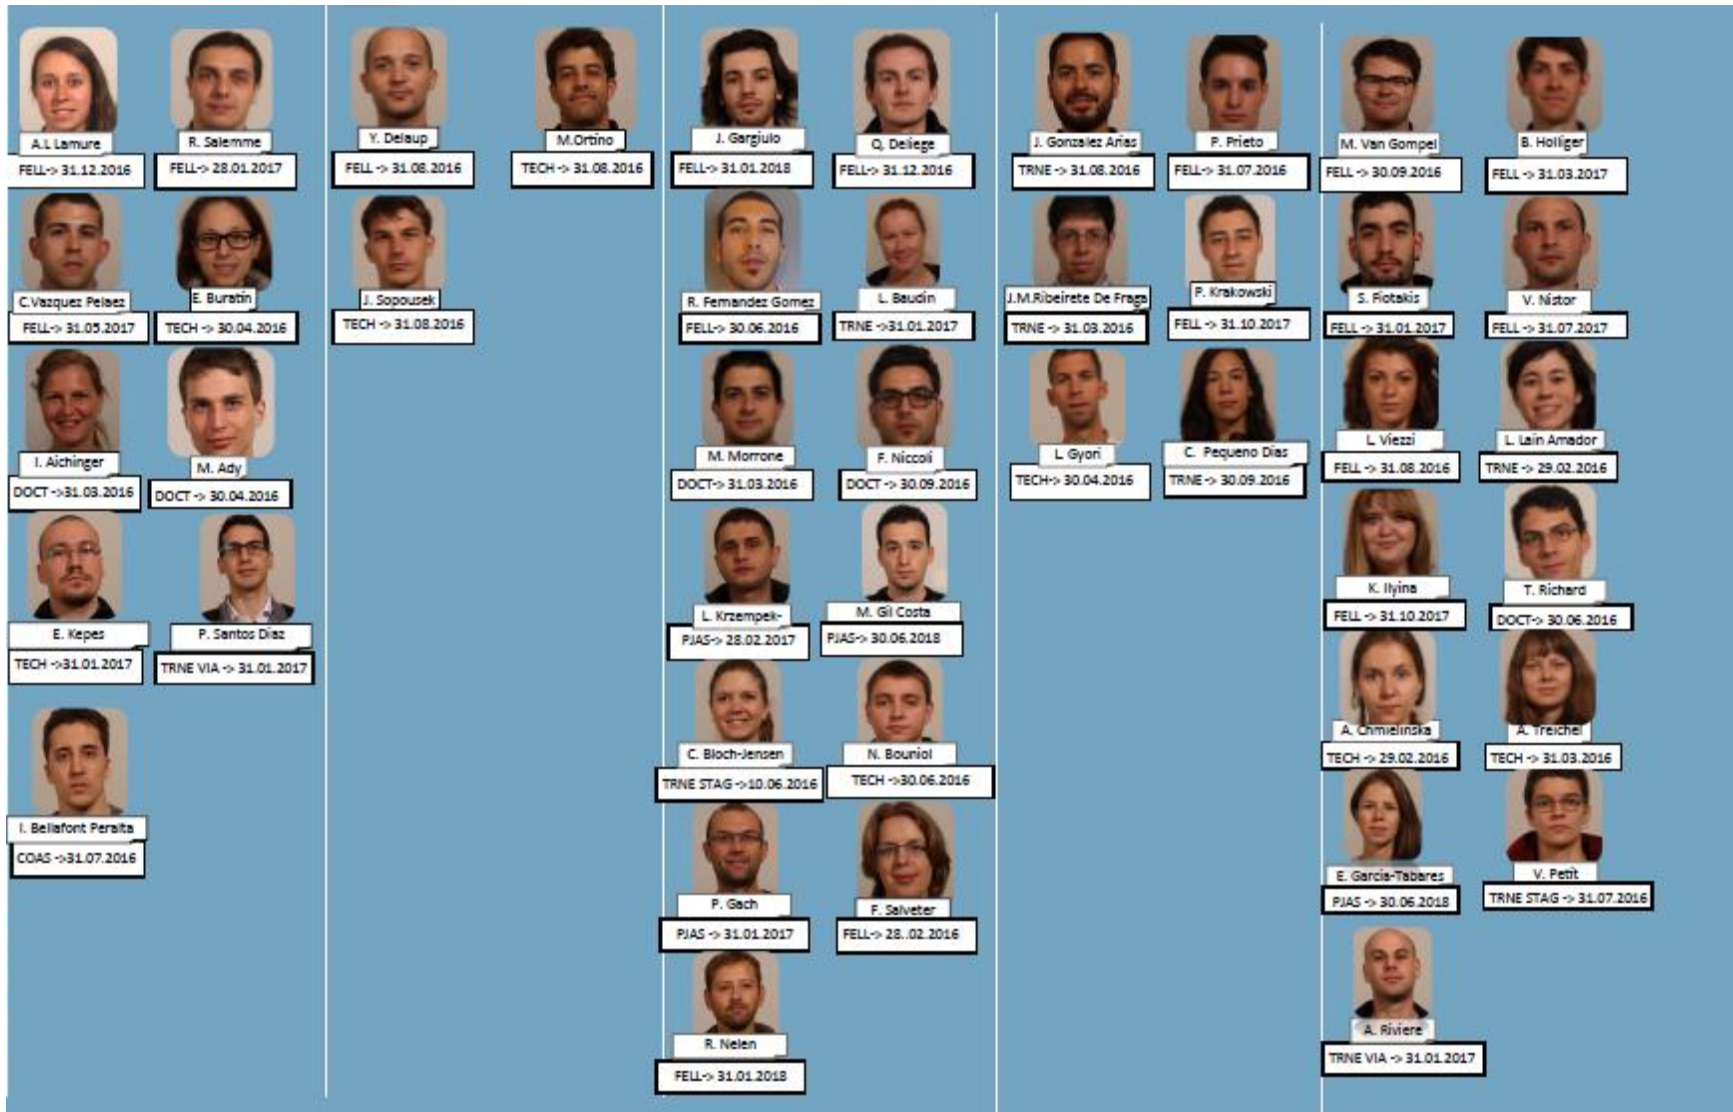 A.L Lamure
FELL-> 31.12.2016
R. Salemme
FELL-> 28.01.2017
C.Vazquez Pelaez
FELL-> 31.05.2017
E. Buratin
TECH -> 30.04.2016
I. Aichinger
DOCT ->31.03.2016
M. Ady
DOCT -> 30.04.2016
E. Kepes
TECH ->31.01.2017
P. Santos Diaz
TRNE VIA -> 31.01.2017
I. Bellafont Peralta
COAS ->31.07.2016
Y. Delaup
FELL -> 31.08.2016
M.Ortino
TECH -> 31.08.2016
J. Sopousek
TECH -> 31.08.2016
J. Gargiulo
FELL-> 31.01.2018
Q. Deliege
FELL -> 31.12.2016
R. Fernandez Gomez
FELL-> 30.06.2016
L. Baudin
TRNE ->31.01.2017
M. Morrone
DOCT-> 31.03.2016
F. Niccoli
DOCT -> 30.09.2016
L. Krzempek-
PJAS-> 28.02.2017
M. Gil Costa
PJAS-> 30.06.2018
C. Bloch-Jensen
TRNE STAG ->10.06.2016
N. Bouniol
TECH ->30.06.2016
P. Gach
PJAS -> 31.01.2017
F. Salveter
FELL-> 28..02.2016
R. Nelen
FELL-> 31.01.2018
J. Gonzalez Arias
TRNE -> 31.08.2016
P. Prieto
FELL -> 31.07.2016
J.M.Ribeirete De Fraga
TRNE -> 31.03.2016
P. Krakowski
FELL -> 31.10.2017
L. Gyori
TECH-> 30.04.2016
C. Pequeno Dias
TRNE -> 30.09.2016
M. Van Gompel
FELL -> 30.09.2016
B. Holliger
FELL -> 31.03.2017
S. Fiotakis
FELL -> 31.01.2017
V. Nistor
FELL -> 31.07.2017
L. Viezzi
FELL -> 31.08.2016
L. Lain Amador
TRNE -> 29.02.2016
K. Ilyina
FELL -> 31.10.2017
T. Richard
DOCT-> 30.06.2016
A. Chmielinska
TECH -> 29.02.2016
A. Treichel
TECH -> 31.03.2016
E. Garcia-Tabares
PJAS -> 30.06.2018
V. Petit
TRNE STAG -> 31.07.2016
A. Riviere
TRNE VIA -> 31.01.2017